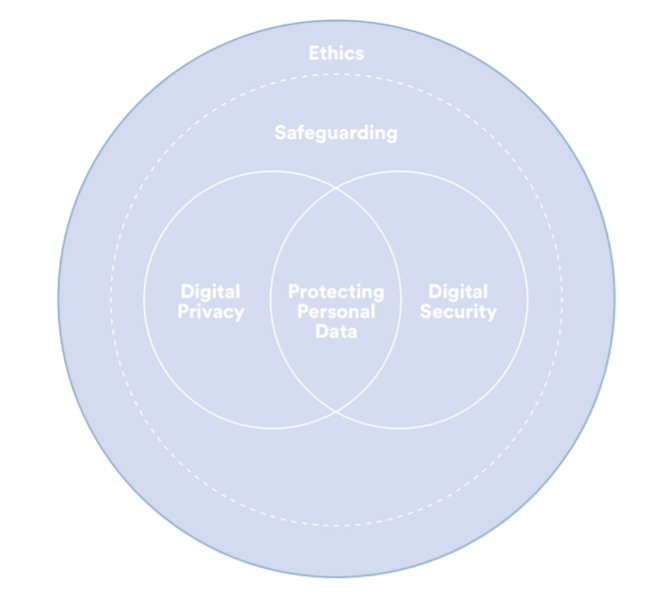 Ethics
Safeguarding
Digital
Privacy
Protecting
Personal
Data
Digital
Security